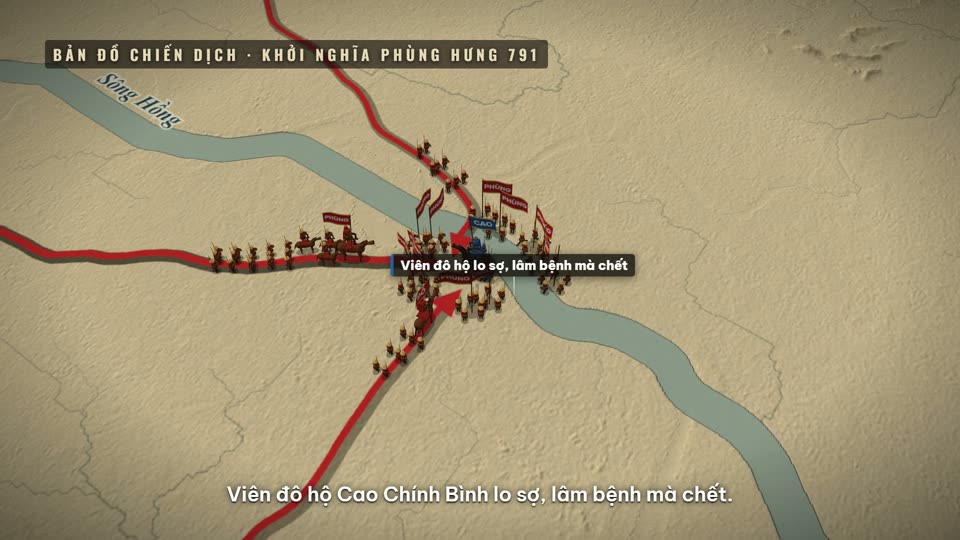 BẢN ĐỒ CHIẾN DỊCH · KHỞI NGHĨA PHÙNG HƯNG 791
Sông Hồng
PHÙNG
PHÙNG
PHÙNG
CAO
Viên đô hộ lo sợ, lâm bệnh mà chết
PHÙNG
Viên đô hộ Cao Chính Bình lo sợ, lâm bệnh mà chết.